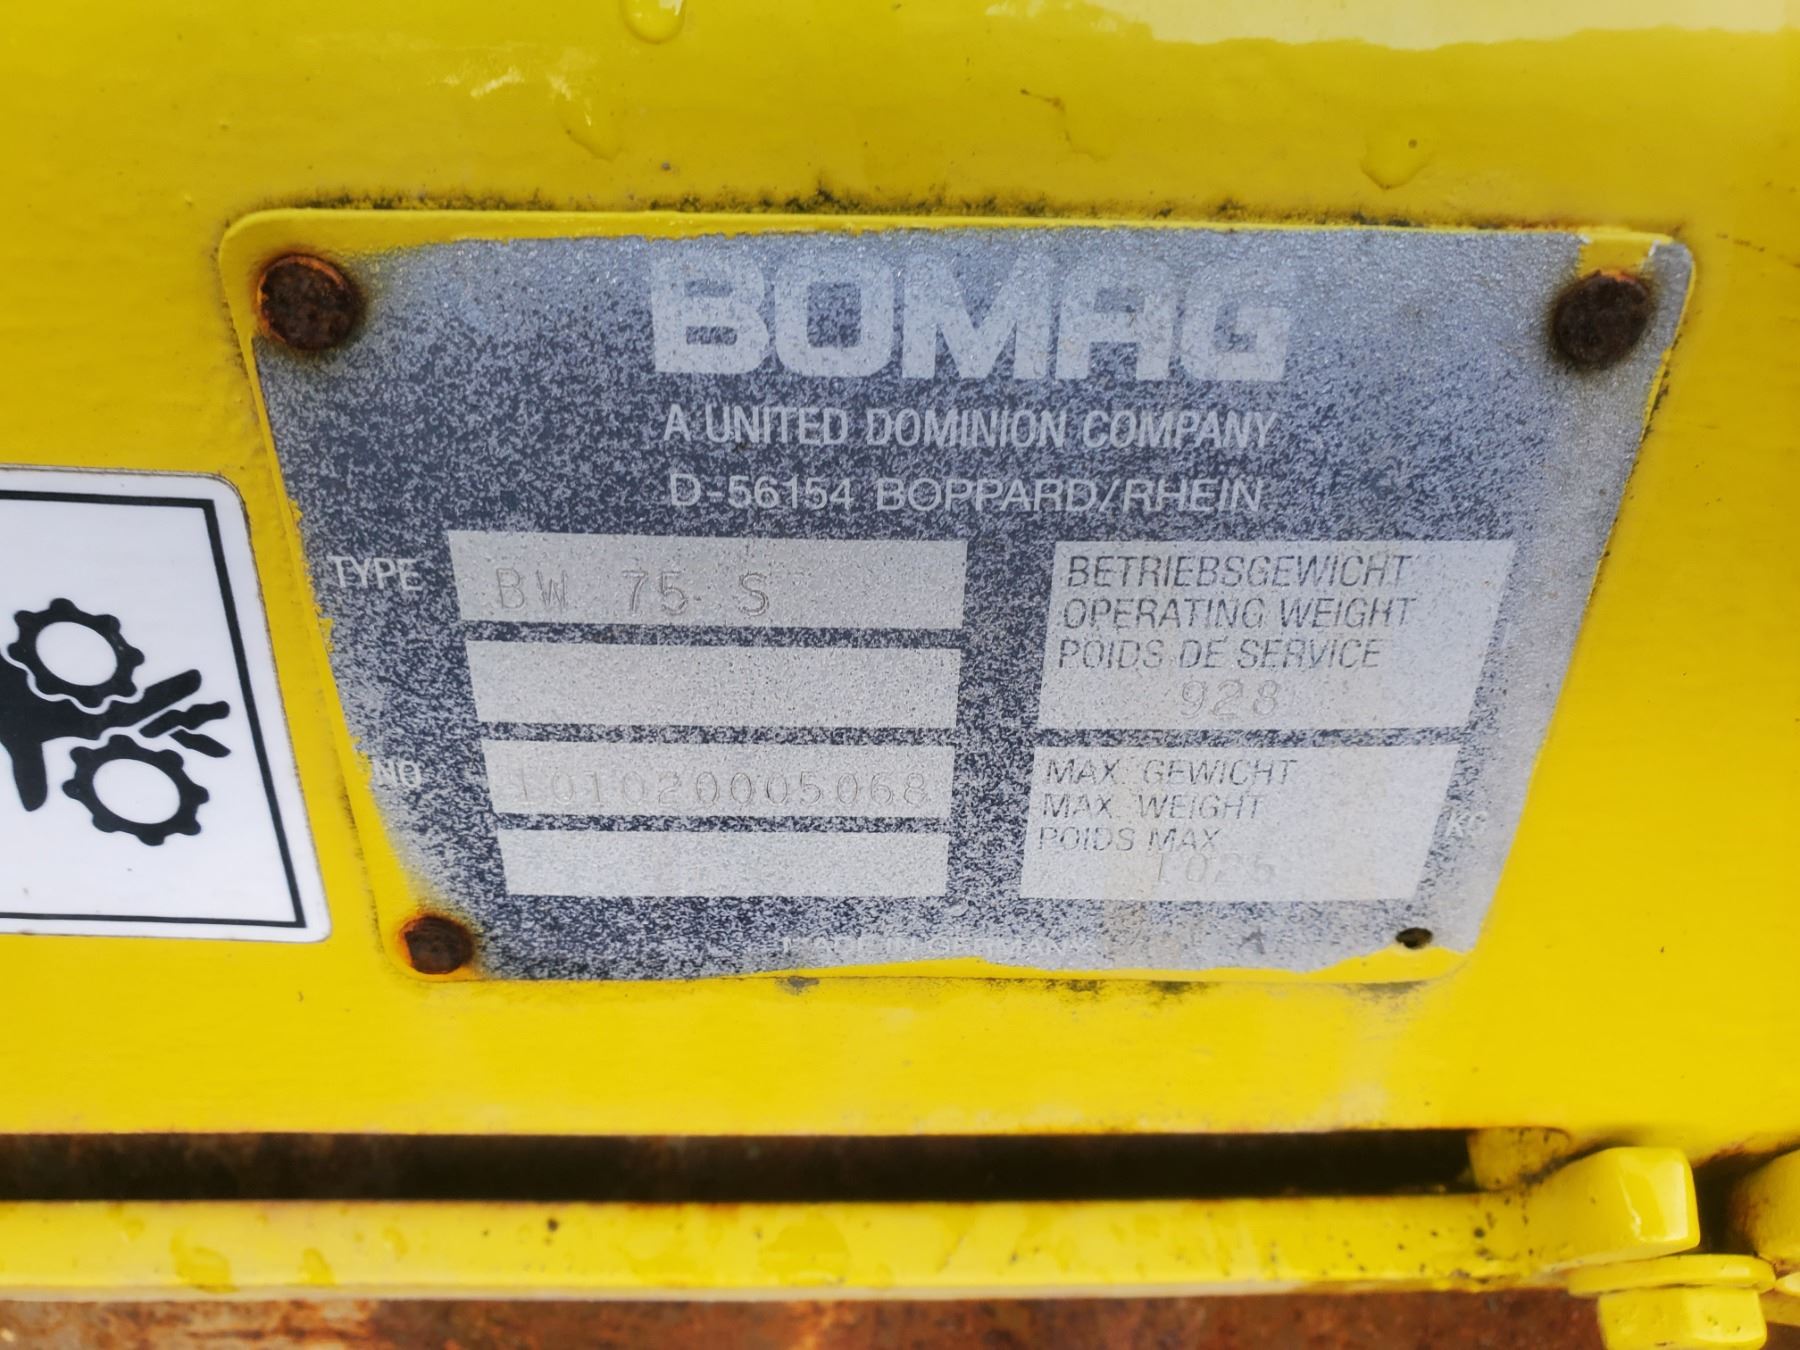 BOMAG
A UNITED DOMINION COMPANY
D-56154 BOPPARD/RHEIN
TYPE BW 75 S
NO 101020005068
BETRIEBSGEWICHT
OPERATING WEIGHT
POIDS DE SERVICE
928
MAX. GEWICHT
MAX. WEIGHT
POIDS MAX
1025
KG
MADE IN GERMANY